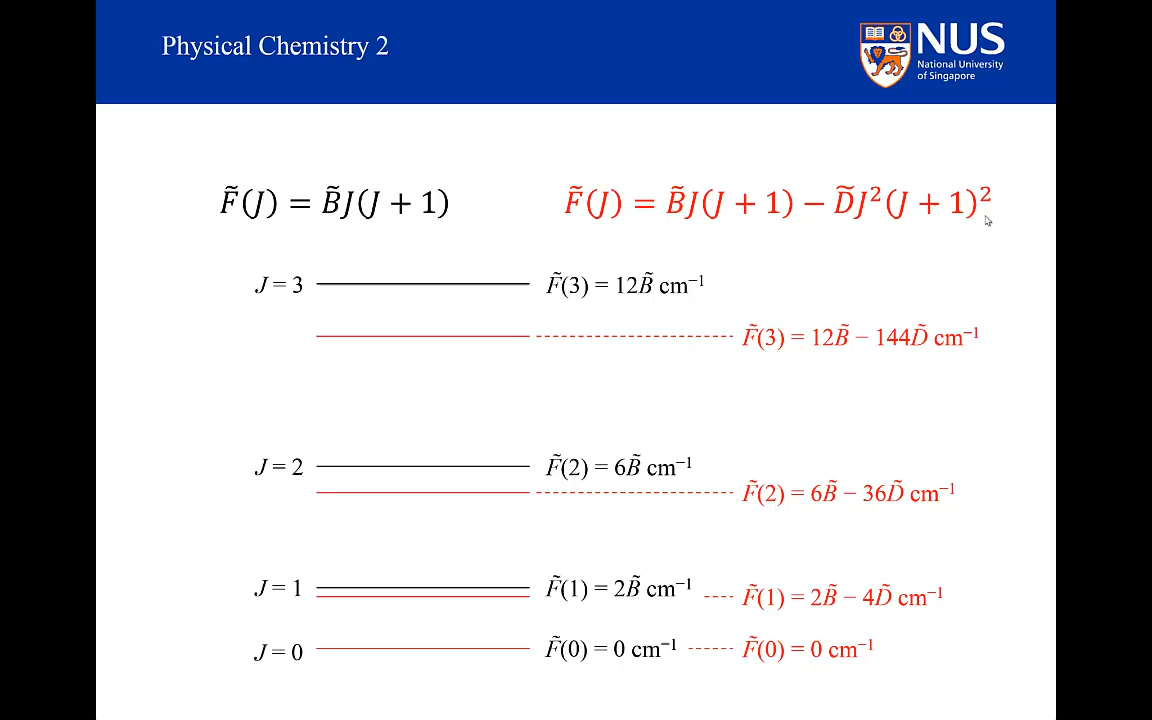 Physical Chemistry 2
NUS
National University
of Singapore
F̃(J) = B̃J(J + 1)
F̃(J) = B̃J(J + 1) − D̃J²(J + 1)²
J = 3
F̃(3) = 12B̃ cm⁻¹
F̃(3) = 12B̃ − 144D̃ cm⁻¹
J = 2
F̃(2) = 6B̃ cm⁻¹
F̃(2) = 6B̃ − 36D̃ cm⁻¹
J = 1
F̃(1) = 2B̃ cm⁻¹
F̃(1) = 2B̃ − 4D̃ cm⁻¹
J = 0
F̃(0) = 0 cm⁻¹
F̃(0) = 0 cm⁻¹